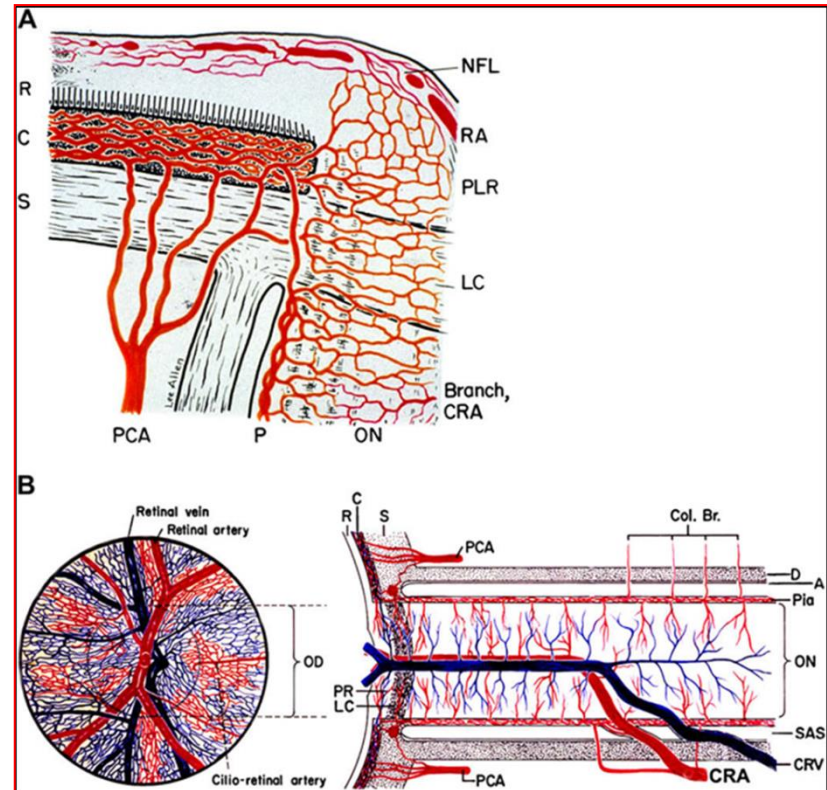 A
NFL
R
C
RA
PLR
S
LC
Lee Allen
Branch,
CRA
PCA
P
ON
B
Retinal vein
Retinal artery
OD
Cilio-retinal artery
C
R
S
PCA
Col. Br.
D
A
Pia
ON
PR
LC
SAS
CRV
PCA
CRA